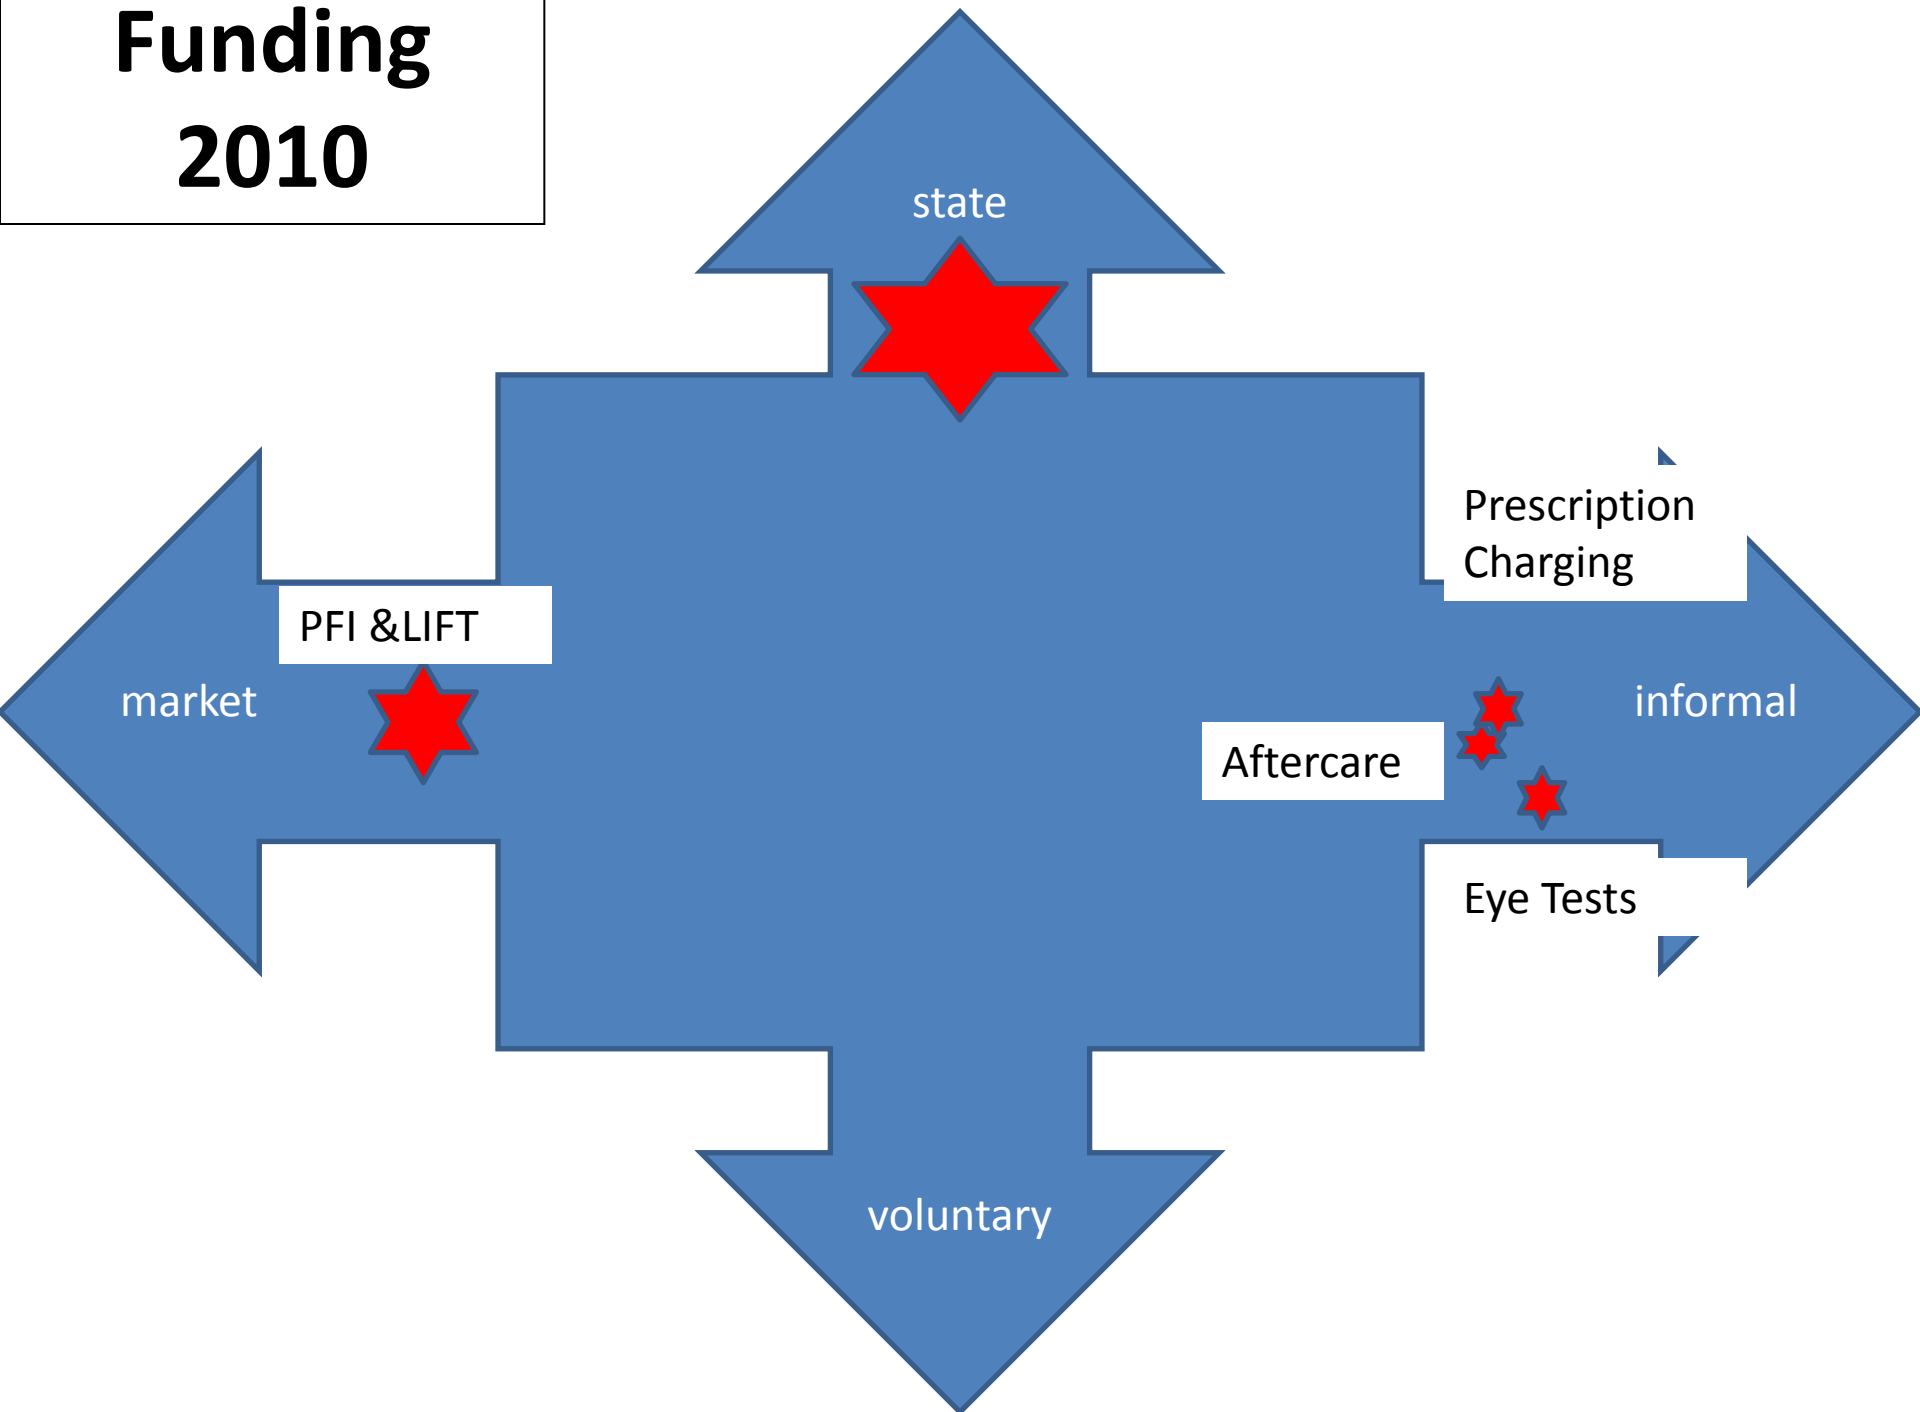 Funding
2010
state
Prescription
Charging
PFI &LIFT
market
informal
Aftercare
Eye Tests
voluntary